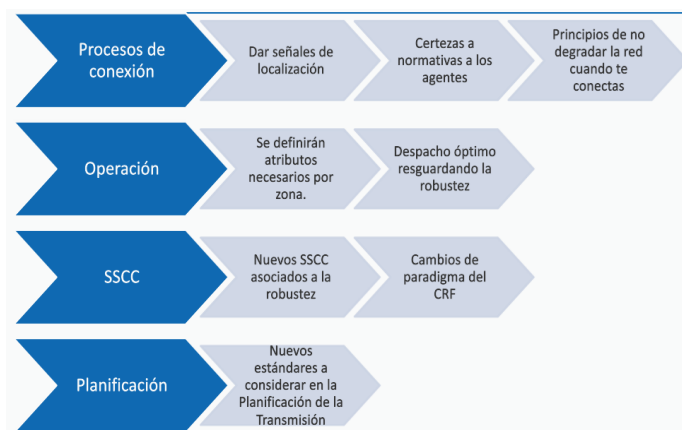 Procesos de
conexión
Dar señales de
localización
Certezas a
normativas a los
agentes
Principios de no
degradar la red
cuando te
conectas
Operación
Se definirán
atributos
necesarios por
zona.
Despacho óptimo
resguardando la
robustez
SSCC
Nuevos SSCC
asociados a la
robustez
Cambios de
paradigma del
CRF
Planificación
Nuevos
estándares a
considerar en la
Planificación de la
Transmisión